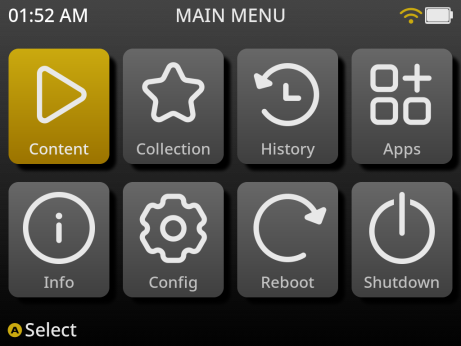 01:52 AM MAIN MENU
Content Collection History Apps
Info Config Reboot Shutdown
A Select